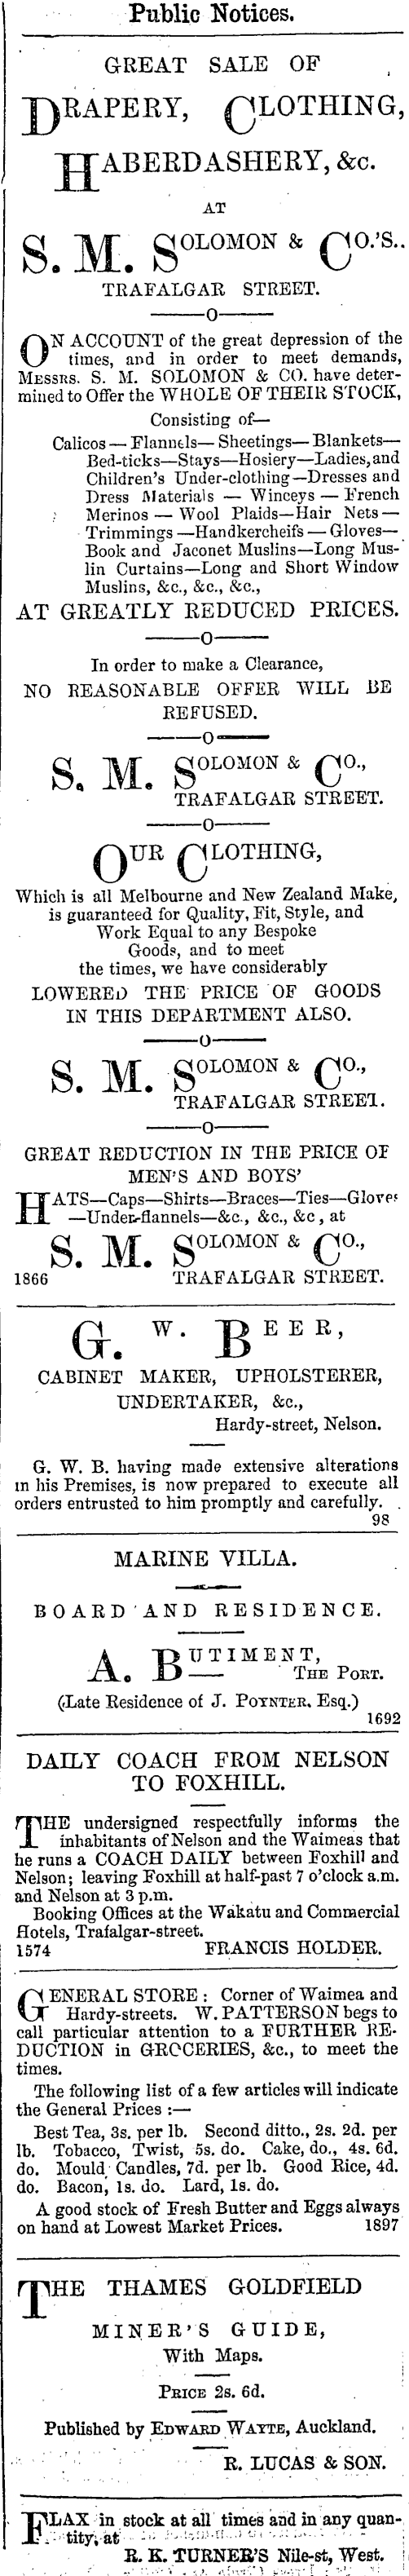 Public Notices.
GREAT SALE OF
DRAPERY, CLOTHING,
HABERDASHERY, &c.
AT
S. M. SOLOMON & CO.'S..
TRAFALGAR STREET.
——o——
ON ACCOUNT of the great depression of the
times, and in order to meet demands,
MESSRS. S. M. SOLOMON & CO. have deter-
mined to Offer the WHOLE OF THEIR STOCK,
Consisting of—
Calicos — Flannels— Sheetings— Blankets—
Bed-ticks—Stays—Hosiery—Ladies, and
Children's Under-clothing—Dresses and
Dress Materials — Winceys — French
Merinos — Wool Plaids—Hair Nets —
Trimmings —Handkercheifs — Gloves—
Book and Jaconet Muslins—Long Mus-
lin Curtains—Long and Short Window
Muslins, &c., &c., &c.,
AT GREATLY REDUCED PRICES.
——o——
In order to make a Clearance,
NO REASONABLE OFFER WILL BE
REFUSED.
——o——
S. M. SOLOMON & CO.,
TRAFALGAR STREET.
——o——
OUR CLOTHING,
Which is all Melbourne and New Zealand Make,
is guaranteed for Quality, Fit, Style, and
Work Equal to any Bespoke
Goods, and to meet
the times, we have considerably
LOWERED THE PRICE OF GOODS
IN THIS DEPARTMENT ALSO.
——o——
S. M. SOLOMON & CO.,
TRAFALGAR STREET.
——o——
GREAT REDUCTION IN THE PRICE OF
MEN'S AND BOYS'
HATS—Caps—Shirts—Braces—Ties—Gloves
—Under-flannels—&c., &c., &c , at
S. M. SOLOMON & CO.,
1866 TRAFALGAR STREET.
G. W. BEER,
CABINET MAKER, UPHOLSTERER,
UNDERTAKER, &c.,
Hardy-street, Nelson.
G. W. B. having made extensive alterations
in his Premises, is now prepared to execute all
orders entrusted to him promptly and carefully.
98
MARINE VILLA.
BOARD AND RESIDENCE.
A. BUTIMENT,
THE PORT.
(Late Residence of J. POYNTER, Esq.)
1692
DAILY COACH FROM NELSON
TO FOXHILL.
THE undersigned respectfully informs the
inhabitants of Nelson and the Waimeas that
he runs a COACH DAILY between Foxhill and
Nelson; leaving Foxhill at half-past 7 o'clock a.m.
and Nelson at 3 p.m.
Booking Offices at the Wakatu and Commercial
Hotels, Trafalgar-street.
1574 FRANCIS HOLDER.
GENERAL STORE : Corner of Waimea and
Hardy-streets. W. PATTERSON begs to
call particular attention to a FURTHER RE-
DUCTION in GROCERIES, &c., to meet the
times.
The following list of a few articles will indicate
the General Prices :—
Best Tea, 3s. per lb. Second ditto., 2s. 2d. per
lb. Tobacco, Twist, 5s. do. Cake, do., 4s. 6d.
do. Mould Candles, 7d. per lb. Good Rice, 4d.
do. Bacon, 1s. do. Lard, 1s. do.
A good stock of Fresh Butter and Eggs always
on hand at Lowest Market Prices. 1897
THE THAMES GOLDFIELD
MINER'S GUIDE,
With Maps.
PRICE 2s. 6d.
Published by EDWARD WAYTE, Auckland.
R. LUCAS & SON.
FLAX in stock at all times and in any quan-
tity, at
R. K. TURNER'S Nile-st, West.